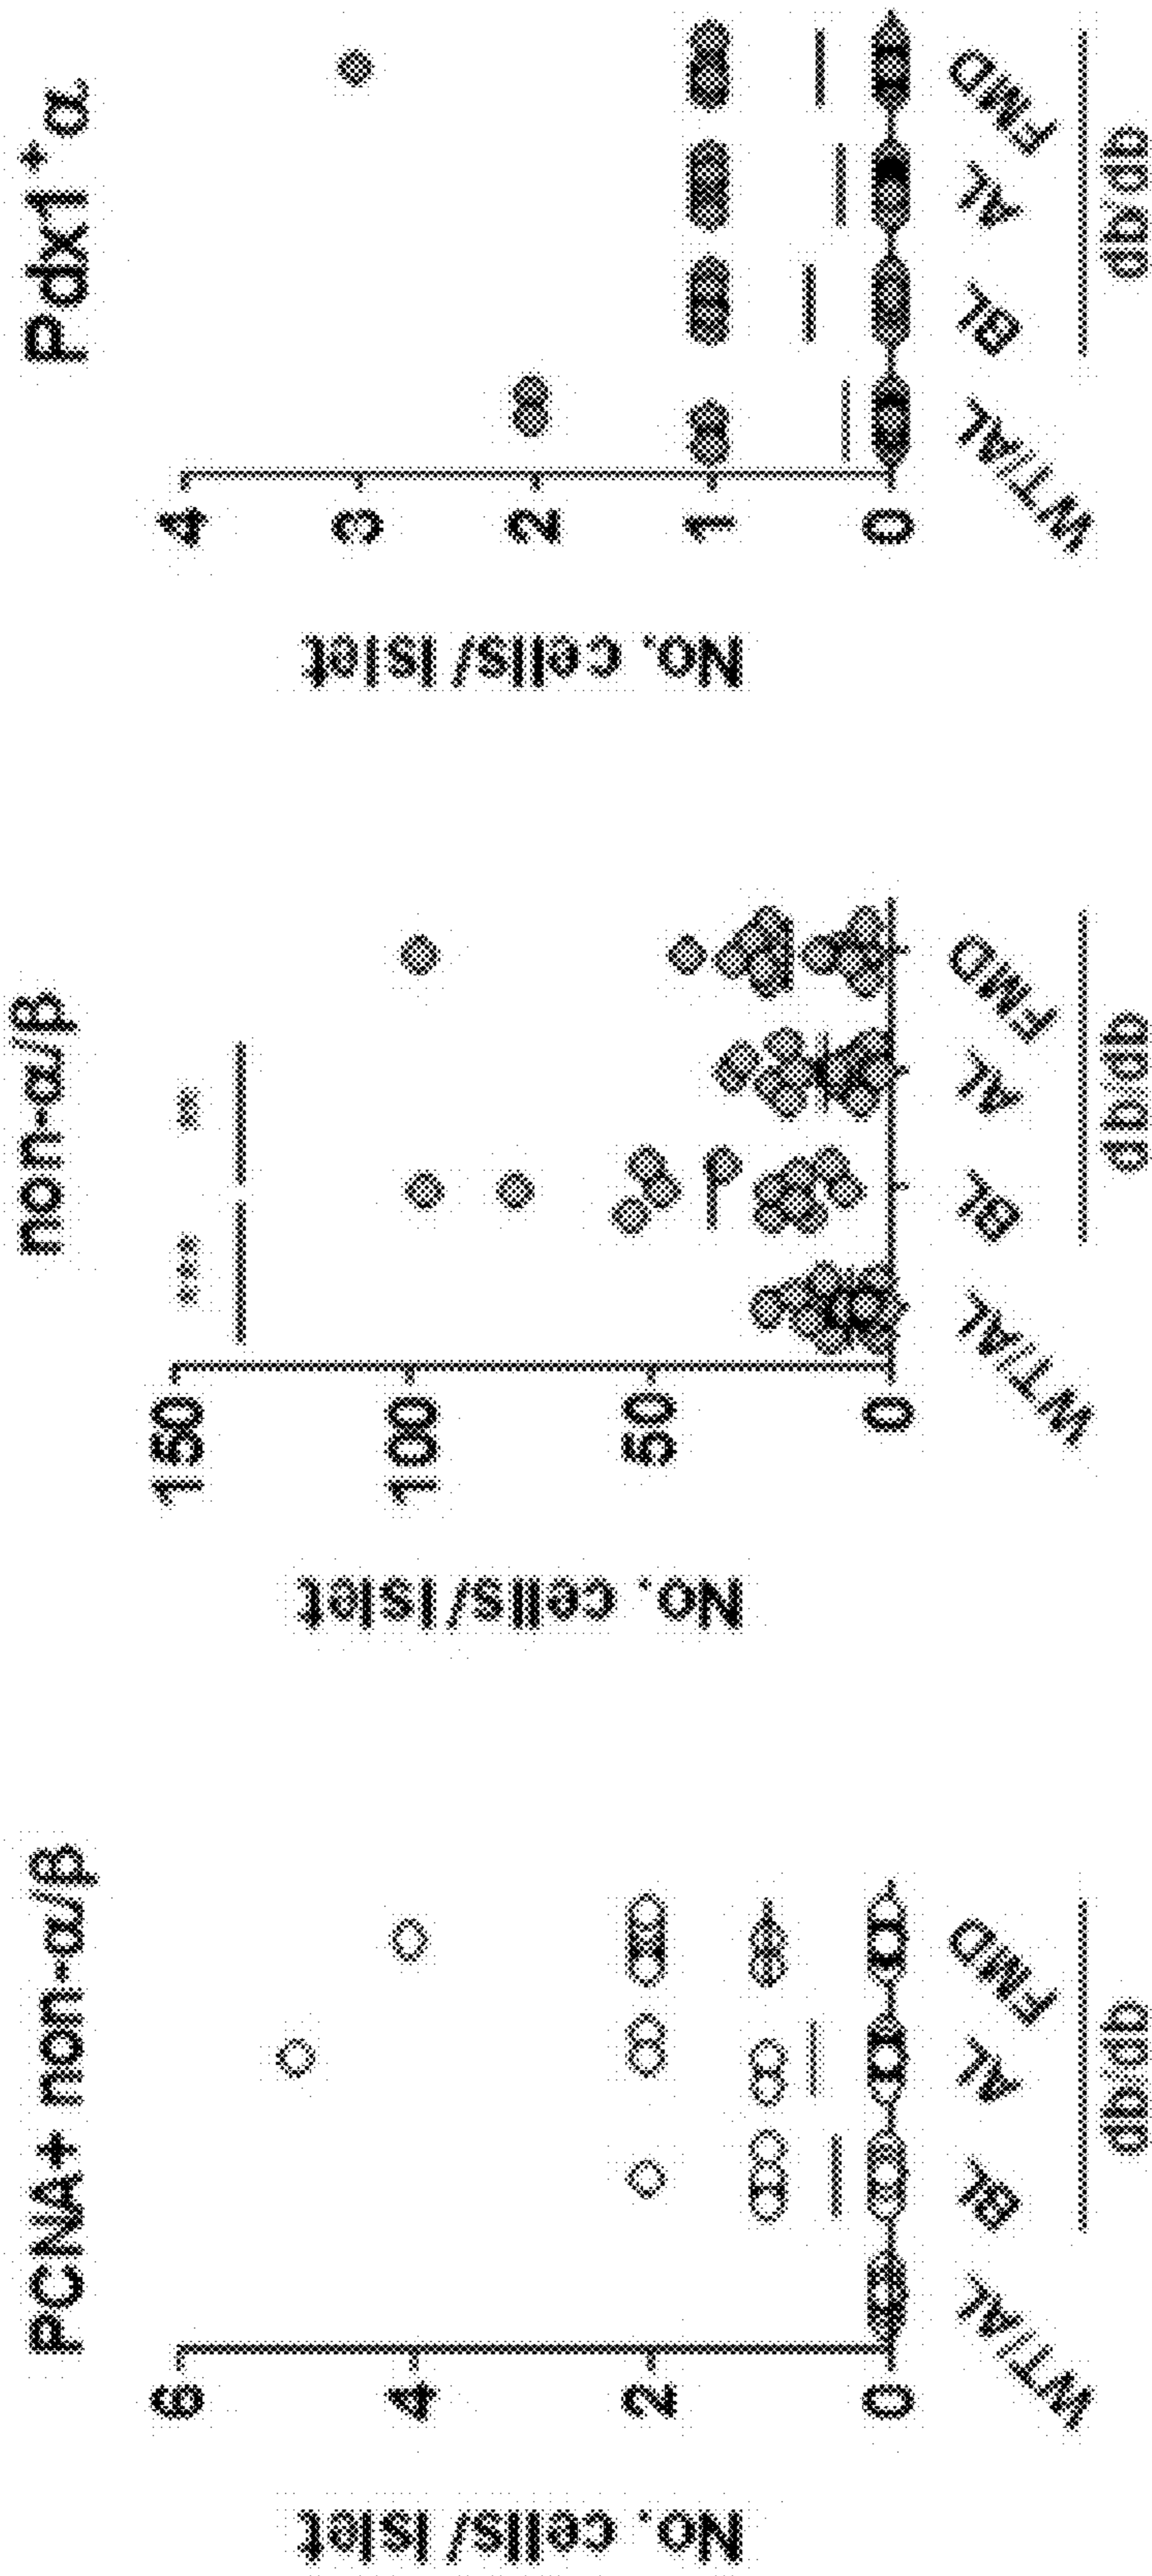 PCNA+ non-α/β
No. cells/ Islet
6
4
2
0
WT/AL
BL
AL
FMD
db/db
non-α/β
No. cells/ Islet
150
100
50
0
***
**
WT/AL
BL
AL
FMD
db/db
Pdx1⁺α
No. cells/ Islet
4
3
2
1
0
WT/AL
BL
AL
FMD
db/db